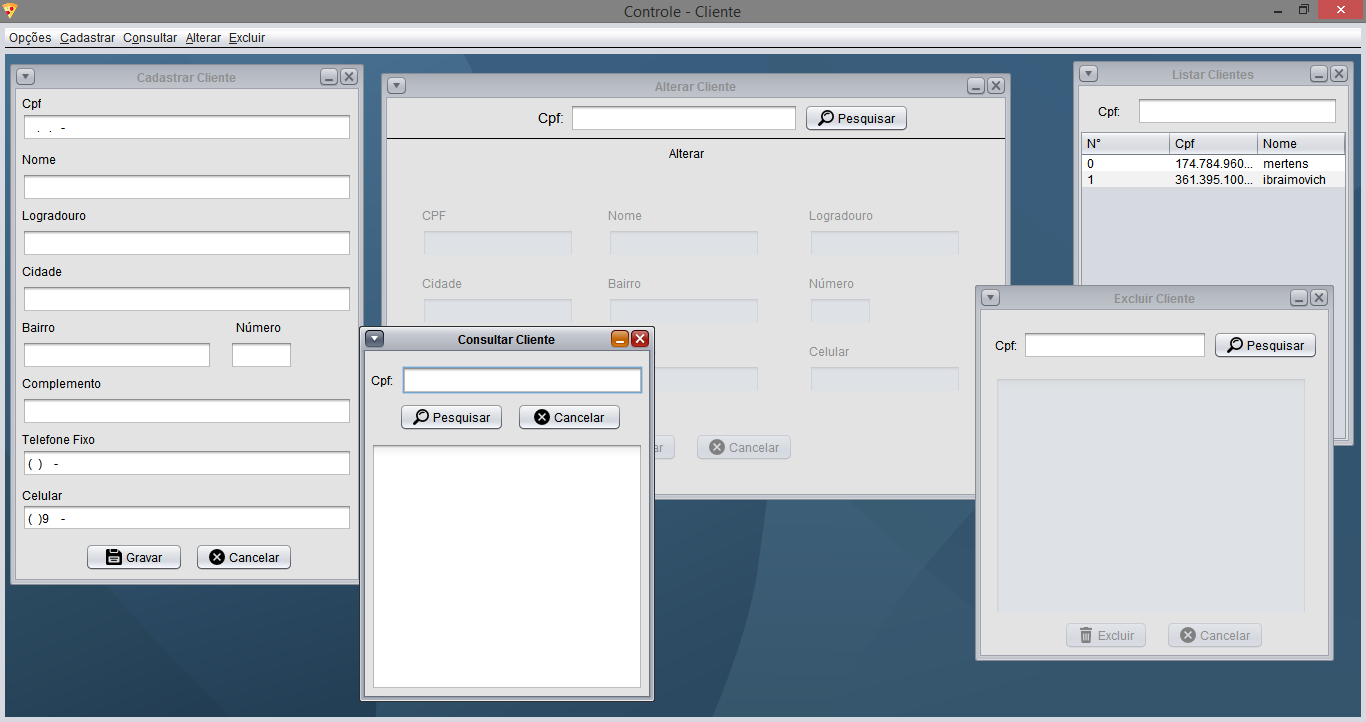 Controle - Cliente
Opções Cadastrar Consultar Alterar Excluir
Cadastrar Cliente
Cpf
. . -
Nome
Logradouro
Cidade
Bairro Número
Complemento
Telefone Fixo
( ) -
Celular
( )9 -
Gravar Cancelar
Alterar Cliente
Cpf: Pesquisar
Alterar
CPF Nome Logradouro
Cidade Bairro Número
Celular
ar Cancelar
Consultar Cliente
Cpf:
Pesquisar Cancelar
Listar Clientes
Cpf:
N° Cpf Nome
0 174.784.960... mertens
1 361.395.100... ibraimovich
Excluir Cliente
Cpf: Pesquisar
Excluir Cancelar